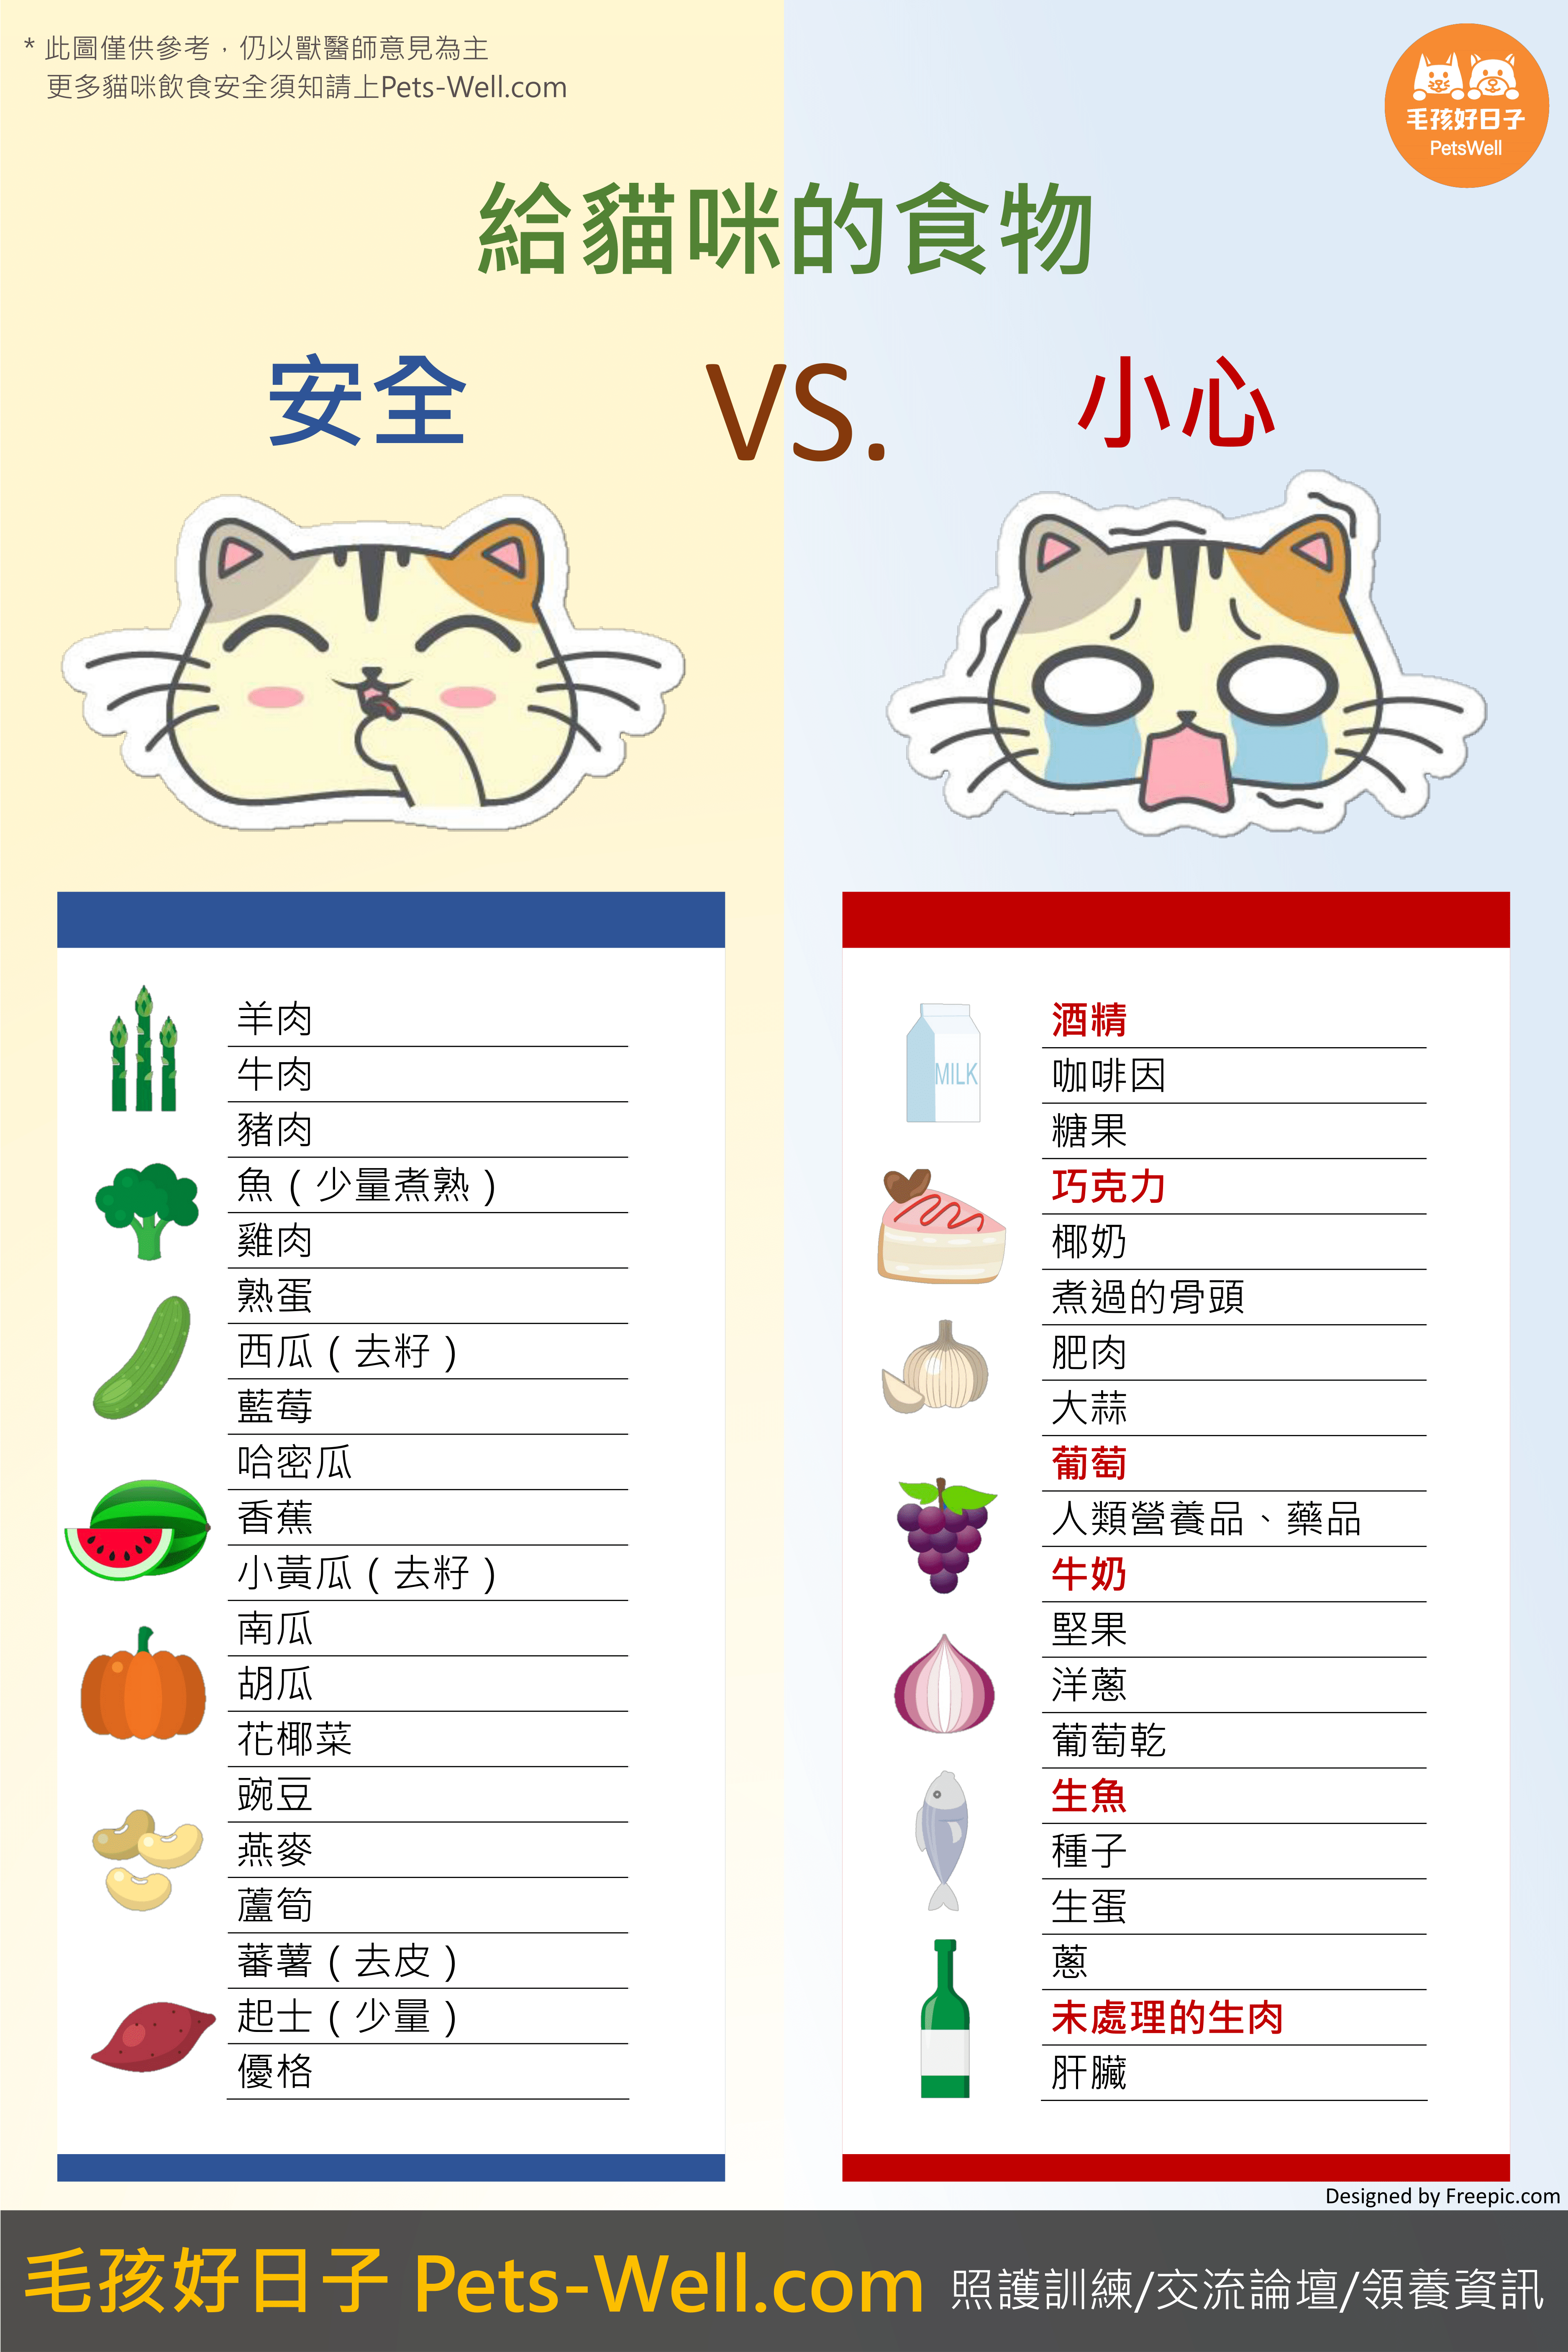 * 此圖僅供參考，仍以獸醫師意見為主
更多貓咪飲食安全須知請上Pets-Well.com
毛孩好日子
PetsWell
給貓咪的食物
安全
VS.
小心
羊肉
牛肉
豬肉
魚（少量煮熟）
雞肉
熟蛋
西瓜（去籽）
藍莓
哈密瓜
香蕉
小黃瓜（去籽）
南瓜
胡瓜
花椰菜
豌豆
燕麥
蘆筍
蕃薯（去皮）
起士（少量）
優格
MILK
酒精
咖啡因
糖果
巧克力
椰奶
煮過的骨頭
肥肉
大蒜
葡萄
人類營養品、藥品
牛奶
堅果
洋蔥
葡萄乾
生魚
種子
生蛋
蔥
未處理的生肉
肝臟
Designed by Freepic.com
毛孩好日子 Pets-Well.com 照護訓練/交流論壇/領養資訊